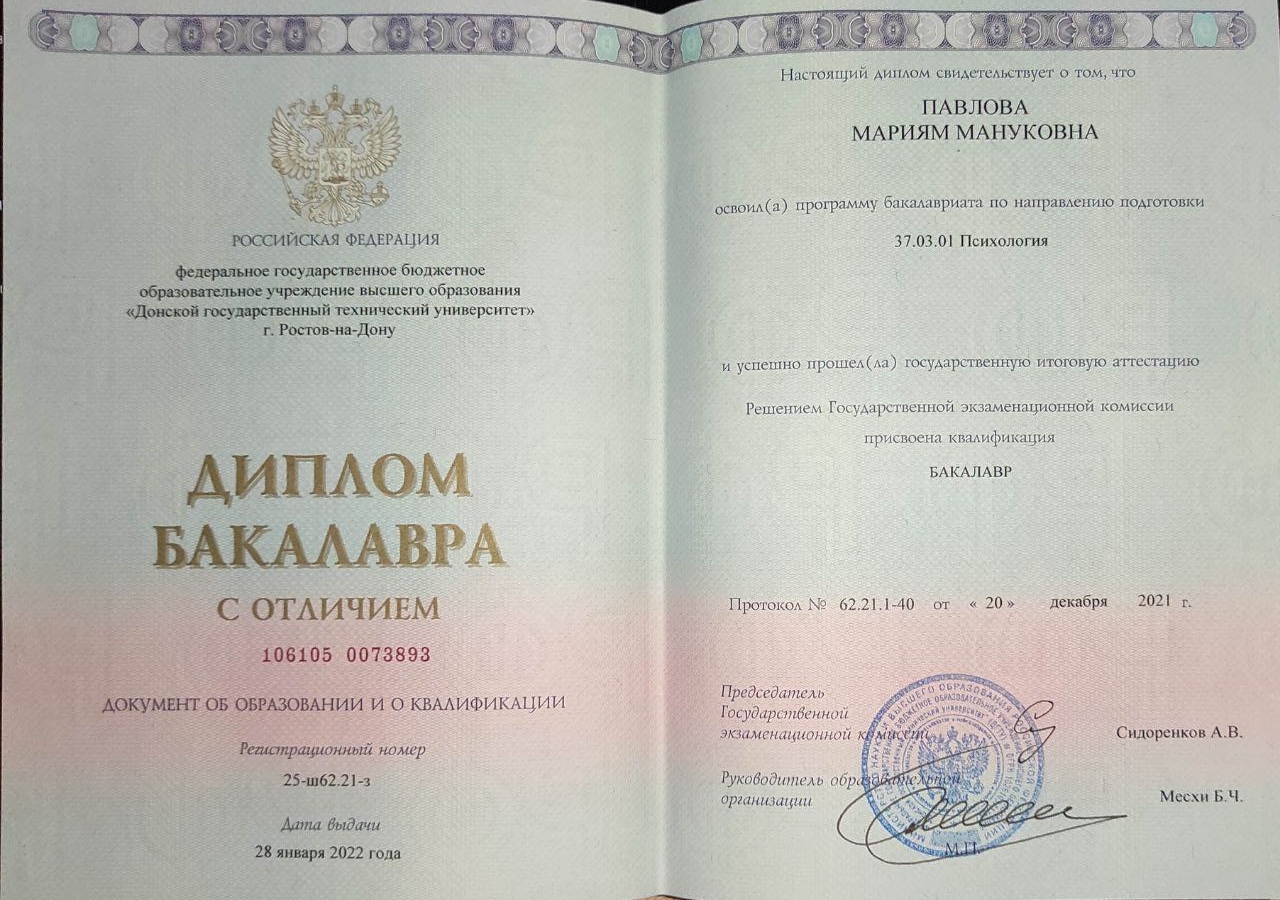 РОССИЙСКАЯ ФЕДЕРАЦИЯ
федеральное государственное бюджетное
образовательное учреждение высшего образования
«Донской государственный технический университет»
г. Ростов-на-Дону
ДИПЛОМ
БАКАЛАВРА
С ОТЛИЧИЕМ
106105 0073893
ДОКУМЕНТ ОБ ОБРАЗОВАНИИ И О КВАЛИФИКАЦИИ
Регистрационный номер
25-ш62.21-з
Дата выдачи
28 января 2022 года
Настоящий диплом свидетельствует о том, что
ПАВЛОВА
МАРИЯМ МАНУКОВНА
освоил(а) программу бакалавриата по направлению подготовки
37.03.01 Психология
и успешно прошел(ла) государственную итоговую аттестацию
Решением Государственной экзаменационной комиссии
присвоена квалификация
БАКАЛАВР
Протокол № 62.21.1-40 от « 20 » декабря 2021 г.
Председатель
Государственной
экзаменационной комиссии
Сидоренков А.В.
Руководитель образовательной
организации
Месхи Б.Ч.
М.П.